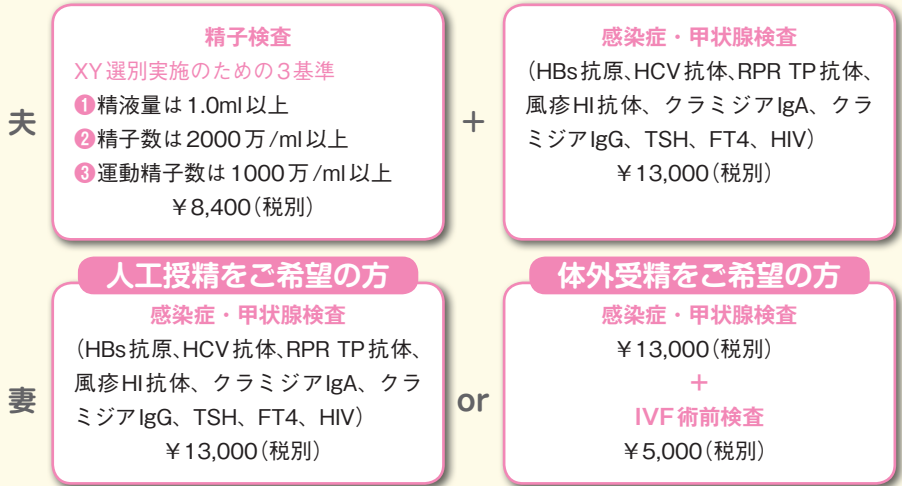 夫
精子検査
XY選別実施のための3基準
❶精液量は1.0ml以上
❷精子数は2000万/ml以上
❸運動精子数は1000万/ml以上
¥8,400(税別)
+
感染症・甲状腺検査
(HBs抗原、HCV抗体、RPR TP抗体、
風疹HI抗体、クラミジアIgA、クラ
ミジアIgG、TSH、FT4、HIV)
¥13,000(税別)
妻
人工授精をご希望の方
感染症・甲状腺検査
(HBs抗原、HCV抗体、RPR TP抗体、
風疹HI抗体、クラミジアIgA、クラ
ミジアIgG、TSH、FT4、HIV)
¥13,000(税別)
or
体外受精をご希望の方
感染症・甲状腺検査
¥13,000(税別)
+
IVF術前検査
¥5,000(税別)